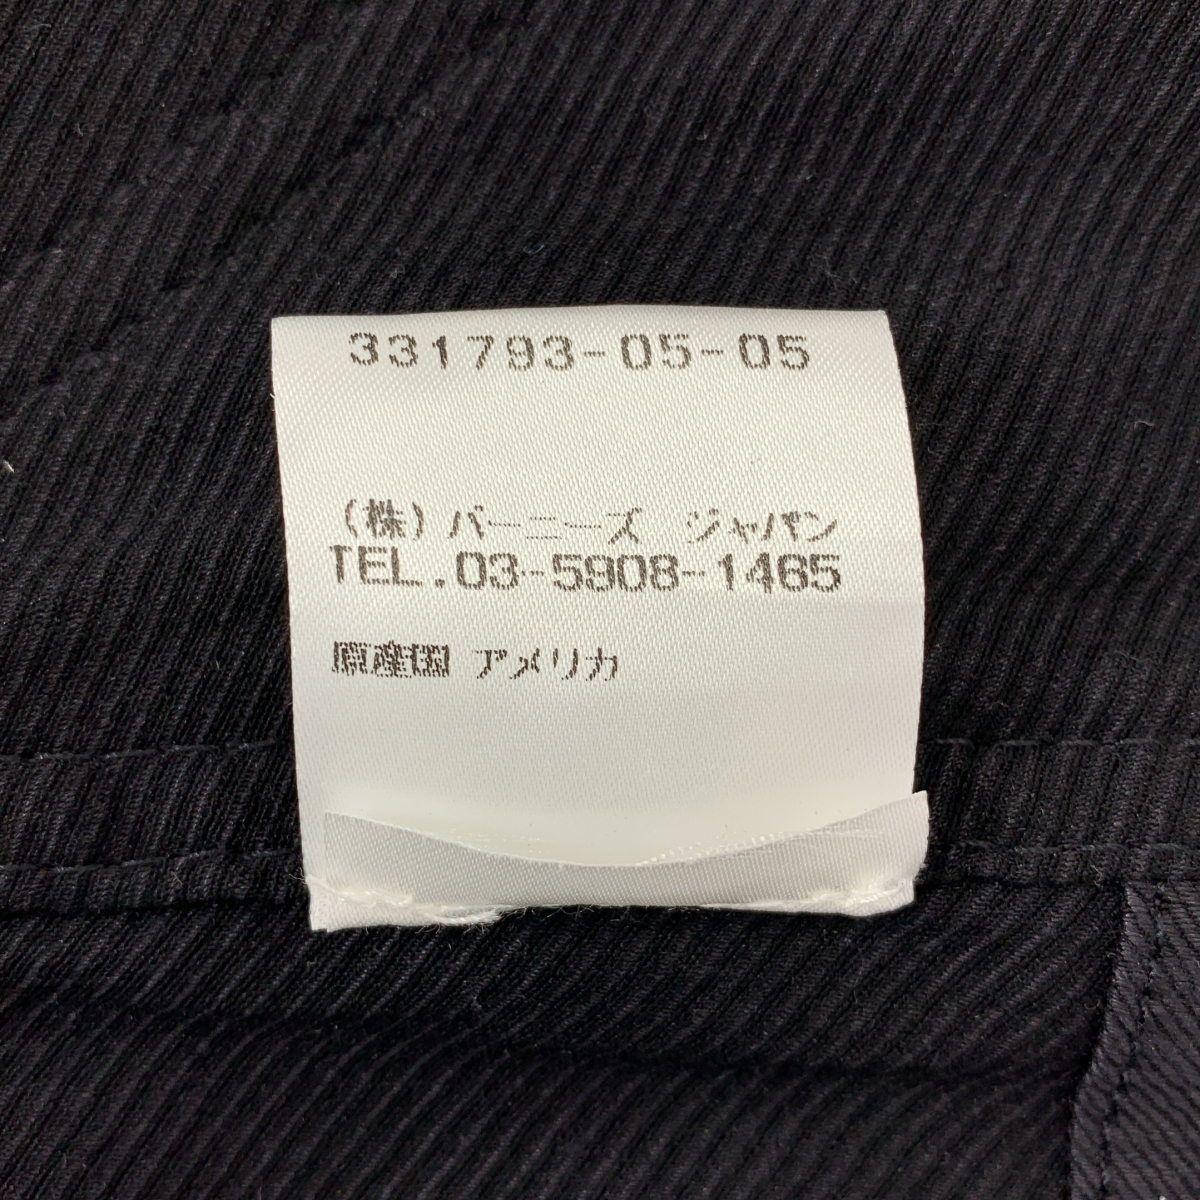 331793-05-05
(株)バーニーズ ジャパン
TEL.03-5908-1465
原産国 アメリカ